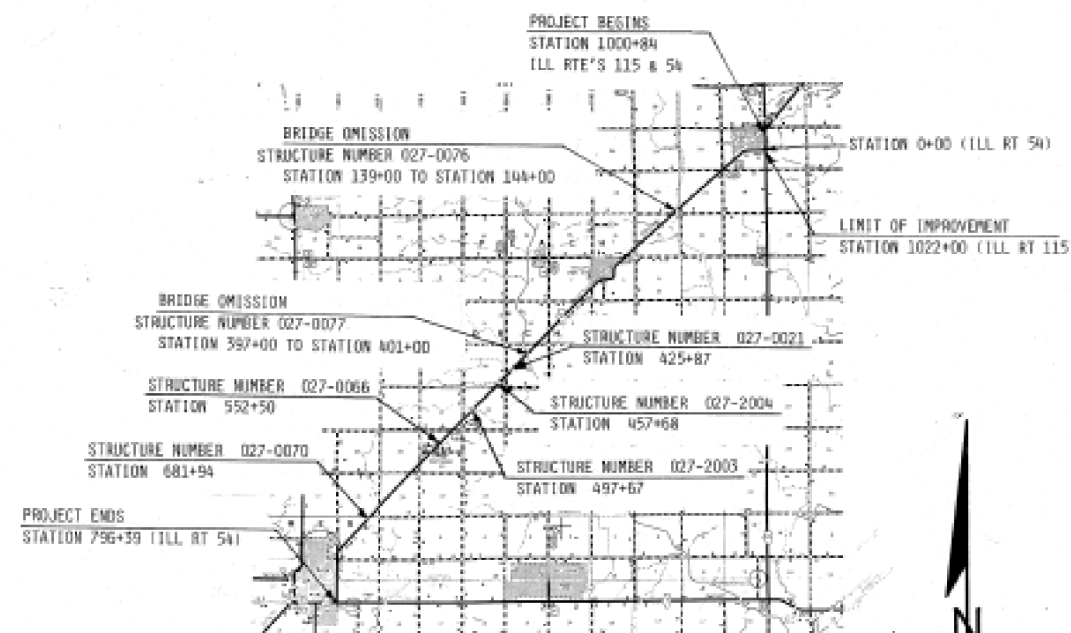 PROJECT BEGINS
STATION 1000+84
ILL RTE'S 115 & 54
BRIDGE OMISSION
STRUCTURE NUMBER 027-0076
STATION 139+00 TO STATION 144+00
STATION 0+00 (ILL RT 54)
LIMIT OF IMPROVEMENT
STATION 1022+00 (ILL RT 115
BRIDGE OMISSION
STRUCTURE NUMBER 027-0077
STATION 397+00 TO STATION 401+00
STRUCTURE NUMBER 027-0021
STATION 425+87
STRUCTURE NUMBER 027-0066
STATION 552+50
STRUCTURE NUMBER 027-2004
STATION 457+68
STRUCTURE NUMBER 027-0070
STATION 681+94
STRUCTURE NUMBER 027-2003
STATION 497+67
PROJECT ENDS
STATION 796+39 (ILL RT 54)
N